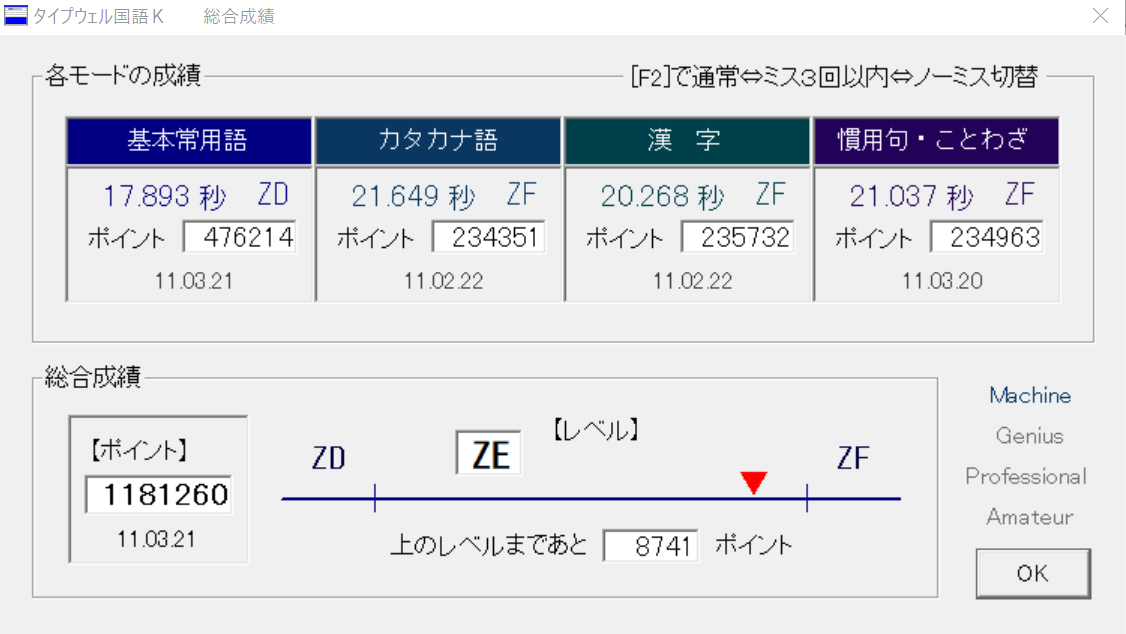 タイプウェル国語K　総合成績
各モードの成績　[F2]で通常⇔ミス3回以内⇔ノーミス切替
基本常用語　カタカナ語　漢　字　慣用句・ことわざ
17.893 秒　ZD　21.649 秒　ZF　20.268 秒　ZF　21.037 秒　ZF
ポイント　476214　ポイント　234351　ポイント　235732　ポイント　234963
11.03.21　11.02.22　11.02.22　11.03.20
総合成績
Machine
【レベル】
Genius
【ポイント】　ZD　ZE　ZF
Professional
1181260
Amateur
11.03.21　上のレベルまであと　8741　ポイント
OK